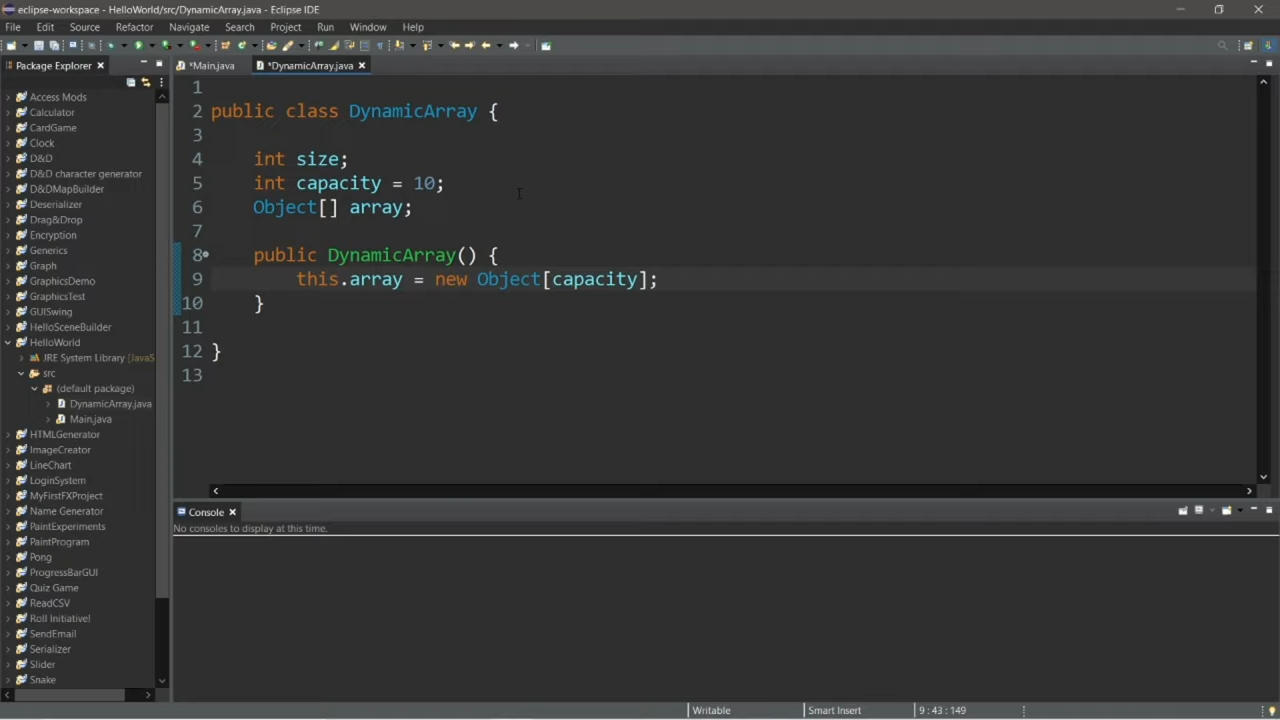 eclipse-workspace - HelloWorld/src/DynamicArray.java - Eclipse IDE
File Edit Source Refactor Navigate Search Project Run Window Help
Package Explorer
*Main.java
*DynamicArray.java
Access Mods
Calculator
CardGame
Clock
D&D
D&D character generator
D&DMapBuilder
Deserializer
Drag&Drop
Encryption
Generics
Graph
GraphicsDemo
GraphicsTest
GUISwing
HelloSceneBuilder
HelloWorld
JRE System Library [JavaS
src
(default package)
DynamicArray.java
Main.java
HTMLGenerator
ImageCreator
LineChart
LoginSystem
MyFirstFXProject
Name Generator
PaintExperiments
PaintProgram
Pong
ProgressBarGUI
Quiz Game
ReadCSV
Roll Initiative!
SendEmail
Serializer
Slider
Snake
1
2 public class DynamicArray {
3
4 int size;
5 int capacity = 10;
6 Object[] array;
7
8 public DynamicArray() {
9 this.array = new Object[capacity];
10 }
11
12 }
13
Console
No consoles to display at this time.
Writable Smart Insert 9 : 43 : 149